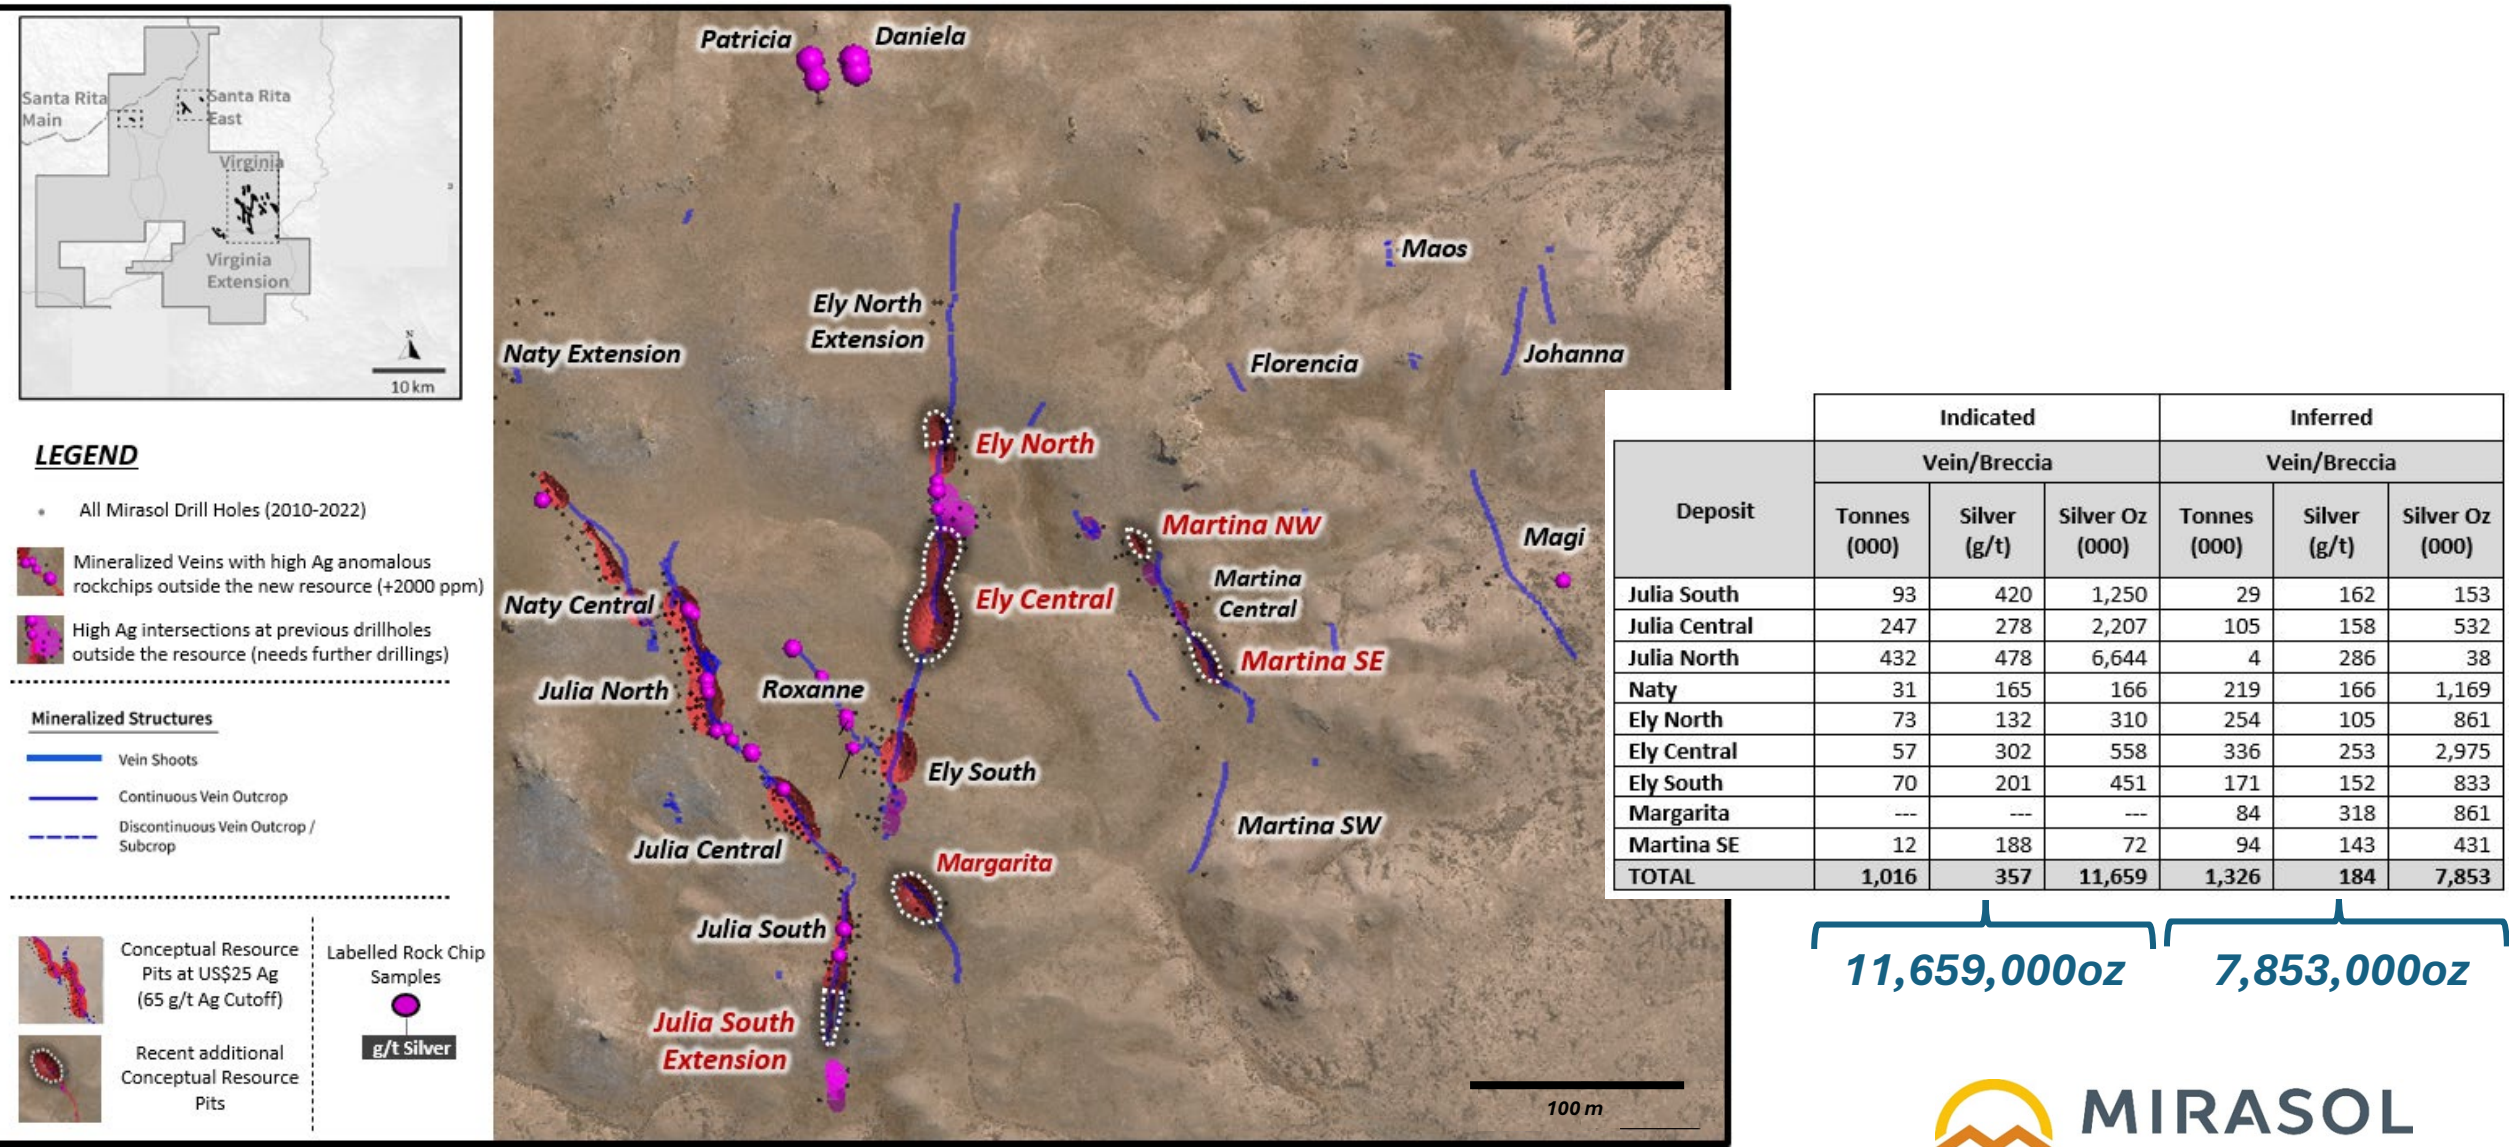 Santa Rita
Main
Santa Rita
East
Virginia
Virginia
Extension
N
10 km
LEGEND
All Mirasol Drill Holes (2010-2022)
Mineralized Veins with high Ag anomalous
rockchips outside the new resource (+2000 ppm)
High Ag intersections at previous drillholes
outside the resource (needs further drillings)
Mineralized Structures
Vein Shoots
Continuous Vein Outcrop
Discontinuous Vein Outcrop /
Subcrop
Conceptual Resource
Pits at US$25 Ag
(65 g/t Ag Cutoff)
Recent additional
Conceptual Resource
Pits
Labelled Rock Chip
Samples
g/t Silver
Patricia
Daniela
Maos
Ely North
Extension
Naty Extension
Florencia
Johanna
Ely North
Martina NW
Magi
Martina
Central
Naty Central
Ely Central
Martina SE
Julia North
Roxanne
Ely South
Martina SW
Julia Central
Margarita
Julia South
Julia South
Extension
100 m
Indicated Inferred
Vein/Breccia Vein/Breccia
Deposit Tonnes (000) Silver (g/t) Silver Oz (000) Tonnes (000) Silver (g/t) Silver Oz (000)
Julia South 93 420 1,250 29 162 153
Julia Central 247 278 2,207 105 158 532
Julia North 432 478 6,644 4 286 38
Naty 31 165 166 219 166 1,169
Ely North 73 132 310 254 105 861
Ely Central 57 302 558 336 253 2,975
Ely South 70 201 451 171 152 833
Margarita --- --- --- 84 318 861
Martina SE 12 188 72 94 143 431
TOTAL 1,016 357 11,659 1,326 184 7,853
11,659,000oz 7,853,000oz
MIRASOL